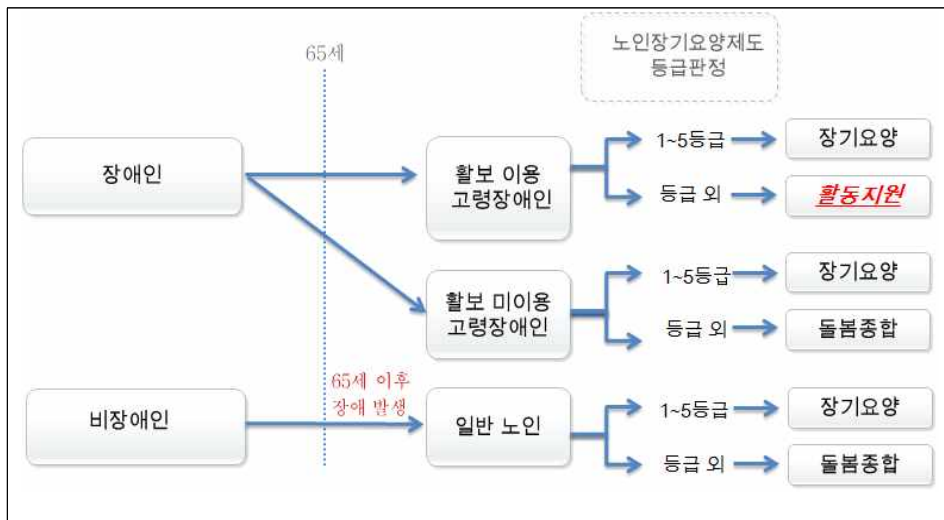 65세
노인장기요양제도
등급판정
장애인
활보 이용
고령장애인
1~5등급
장기요양
등급 외
활동지원
활보 미이용
고령장애인
1~5등급
장기요양
등급 외
돌봄종합
비장애인
65세 이후
장애 발생
일반 노인
1~5등급
장기요양
등급 외
돌봄종합